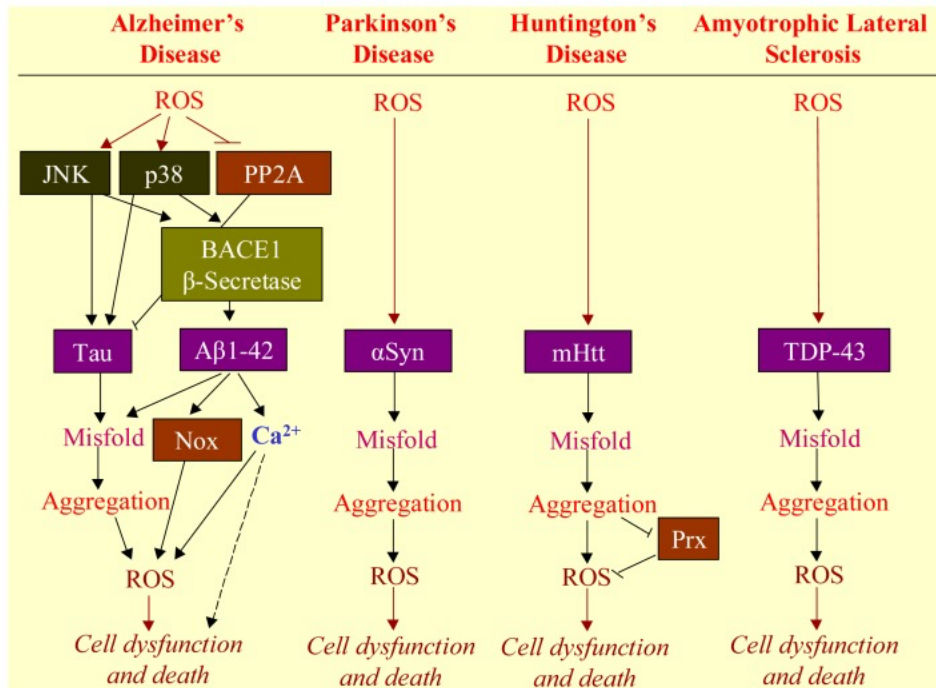 Alzheimer's
Disease
Parkinson's
Disease
Huntington's
Disease
Amyotrophic Lateral
Sclerosis
ROS
ROS
ROS
ROS
JNK
p38
PP2A
BACE1
β-Secretase
Tau
Aβ1-42
αSyn
mHtt
TDP-43
Misfold
Nox
Ca²⁺
Misfold
Misfold
Misfold
Aggregation
Aggregation
Aggregation
Aggregation
Prx
ROS
ROS
ROS
ROS
Cell dysfunction
and death
Cell dysfunction
and death
Cell dysfunction
and death
Cell dysfunction
and death